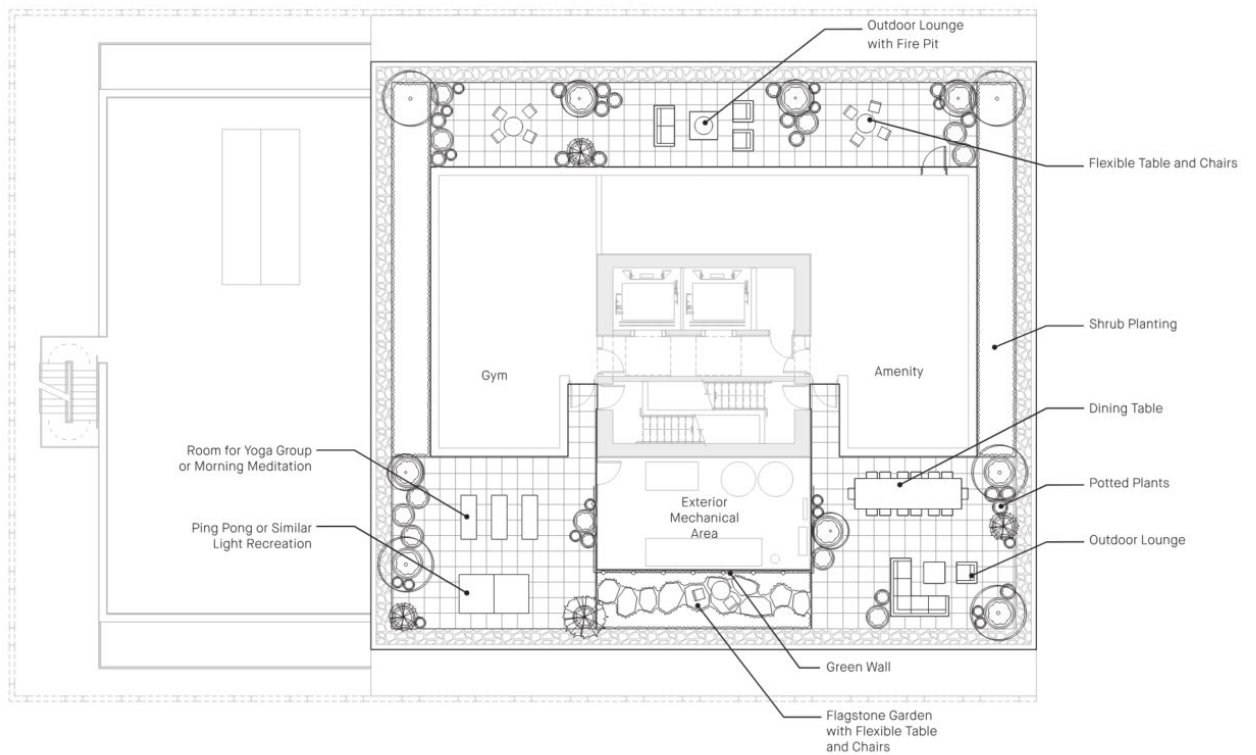 Outdoor Lounge
with Fire Pit
Flexible Table and Chairs
Shrub Planting
Gym
Amenity
Dining Table
Room for Yoga Group
or Morning Meditation
Potted Plants
Exterior
Mechanical
Area
Ping Pong or Similar
Light Recreation
Outdoor Lounge
Green Wall
Flagstone Garden
with Flexible Table
and Chairs